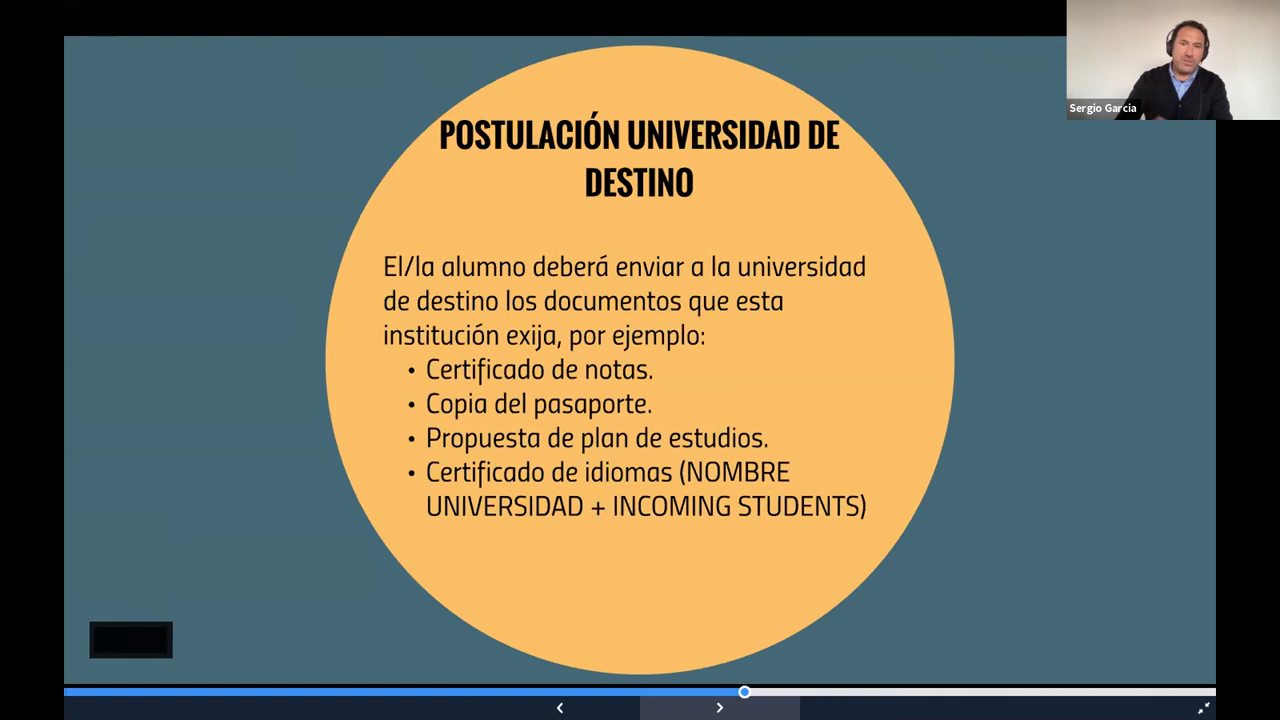 Sergio Garcia
POSTULACIÓN UNIVERSIDAD DE
DESTINO
El/la alumno deberá enviar a la universidad
de destino los documentos que esta
institución exija, por ejemplo:
• Certificado de notas.
• Copia del pasaporte.
• Propuesta de plan de estudios.
• Certificado de idiomas (NOMBRE
UNIVERSIDAD + INCOMING STUDENTS)